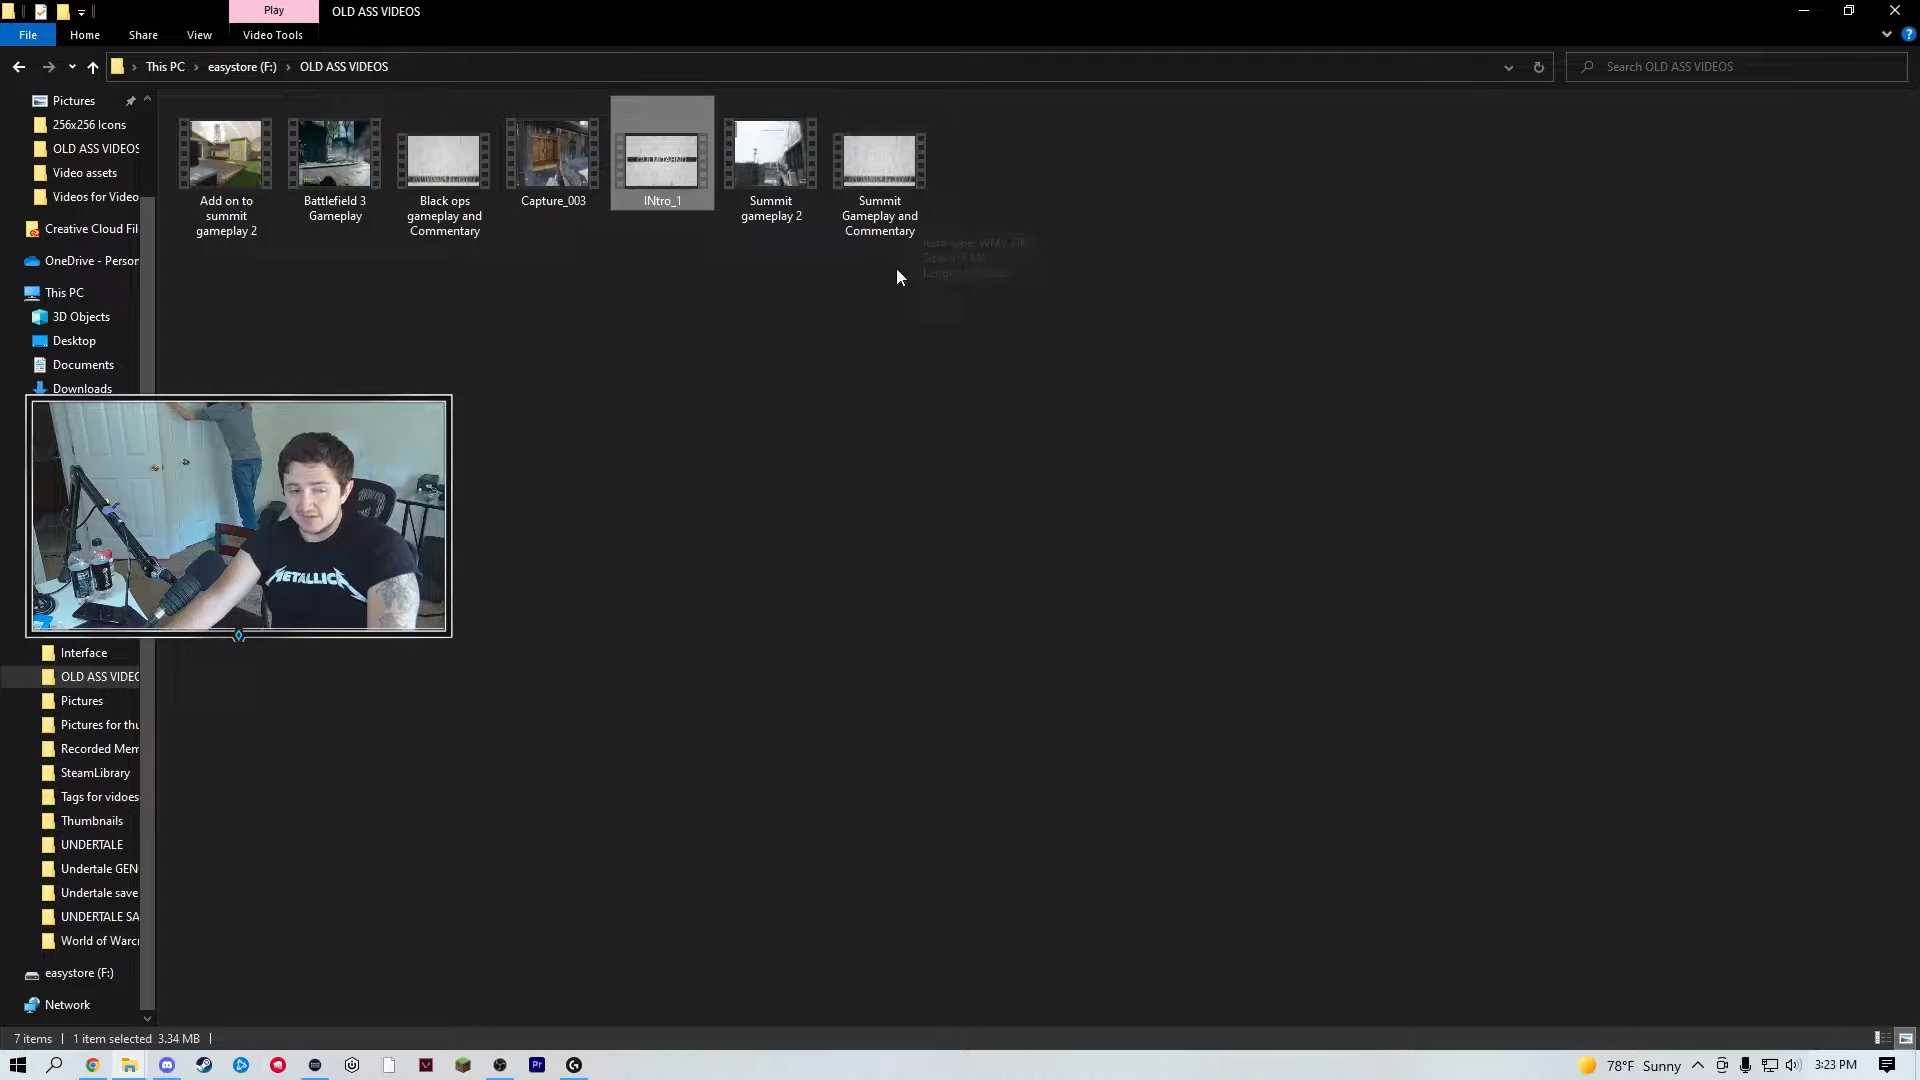 Play
OLD ASS VIDEOS
File
Home
Share
View
Video Tools
This PC
easystore (F:)
OLD ASS VIDEOS
Search OLD ASS VIDEOS
Pictures
256x256 Icons
OLD ASS VIDEOS
Video assets
Videos for Video
Creative Cloud Fil
OneDrive - Person
This PC
3D Objects
Desktop
Documents
Downloads
Add on to
summit
gameplay 2
Battlefield 3
Gameplay
Black ops
gameplay and
Commentary
Capture_003
INtro_1
Summit
gameplay 2
Summit
Gameplay and
Commentary
METALLICA
Interface
OLD ASS VIDEO
Pictures
Pictures for thu
Recorded Mem
SteamLibrary
Tags for vidoes
Thumbnails
UNDERTALE
Undertale GEN
Undertale save
UNDERTALE SA
World of Warcr
easystore (F:)
Network
7 items
1 item selected 3.34 MB
Pr
78°F Sunny
3:23 PM